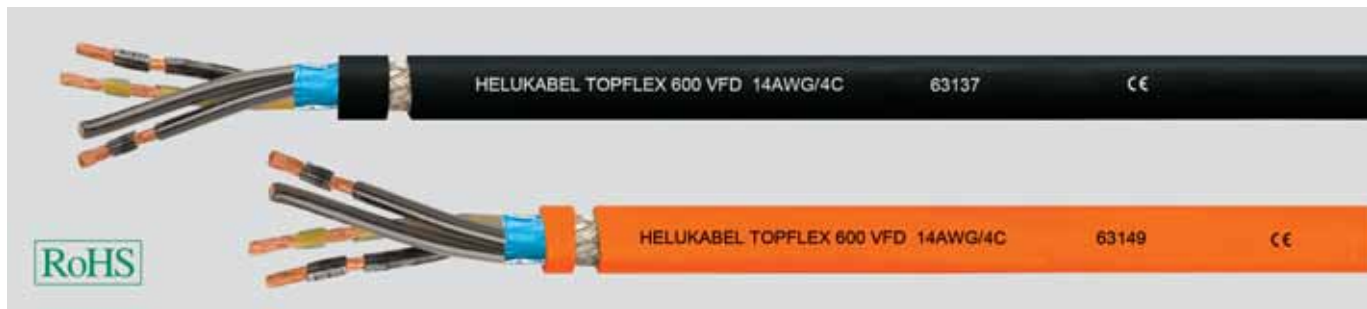 HELUKABEL TOPFLEX 600 VFD 14AWG/4C 63137 CE
HELUKABEL TOPFLEX 600 VFD 14AWG/4C 63149 CE
RoHS